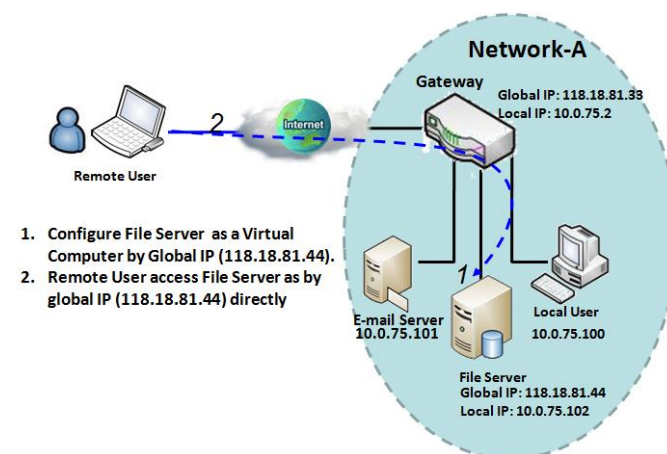 Network-A
Gateway
Global IP: 118.18.81.33
Local IP: 10.0.75.2
2
Internet
Remote User
1. Configure File Server as a Virtual
Computer by Global IP (118.18.81.44).
2. Remote User access File Server as by
global IP (118.18.81.44) directly
1
E-mail Server
10.0.75.101
Local User
10.0.75.100
File Server
Global IP: 118.18.81.44
Local IP: 10.0.75.102